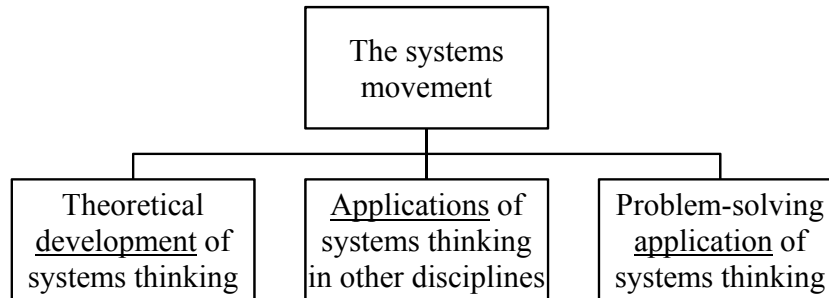 The systems
movement
Theoretical
development of
systems thinking
Applications of
systems thinking
in other disciplines
Problem-solving
application of
systems thinking